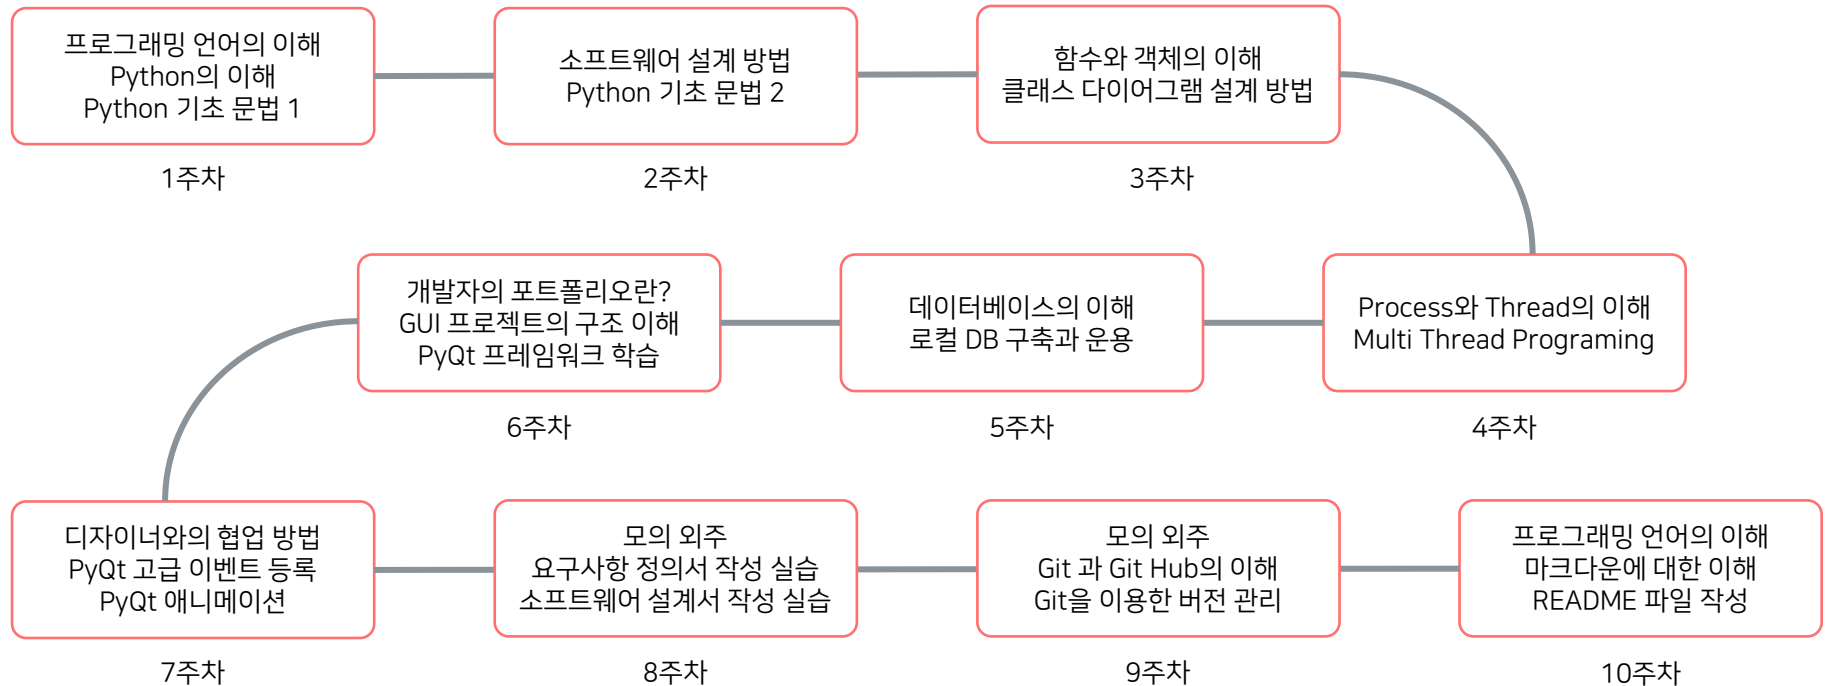 프로그래밍 언어의 이해
Python의 이해
Python 기초 문법 1
1주차
소프트웨어 설계 방법
Python 기초 문법 2
2주차
함수와 객체의 이해
클래스 다이어그램 설계 방법
3주차
Process와 Thread의 이해
Multi Thread Programing
4주차
데이터베이스의 이해
로컬 DB 구축과 운용
5주차
개발자의 포트폴리오란?
GUI 프로젝트의 구조 이해
PyQt 프레임워크 학습
6주차
디자이너와의 협업 방법
PyQt 고급 이벤트 등록
PyQt 애니메이션
7주차
모의 외주
요구사항 정의서 작성 실습
소프트웨어 설계서 작성 실습
8주차
모의 외주
Git 과 Git Hub의 이해
Git을 이용한 버전 관리
9주차
프로그래밍 언어의 이해
마크다운에 대한 이해
README 파일 작성
10주차